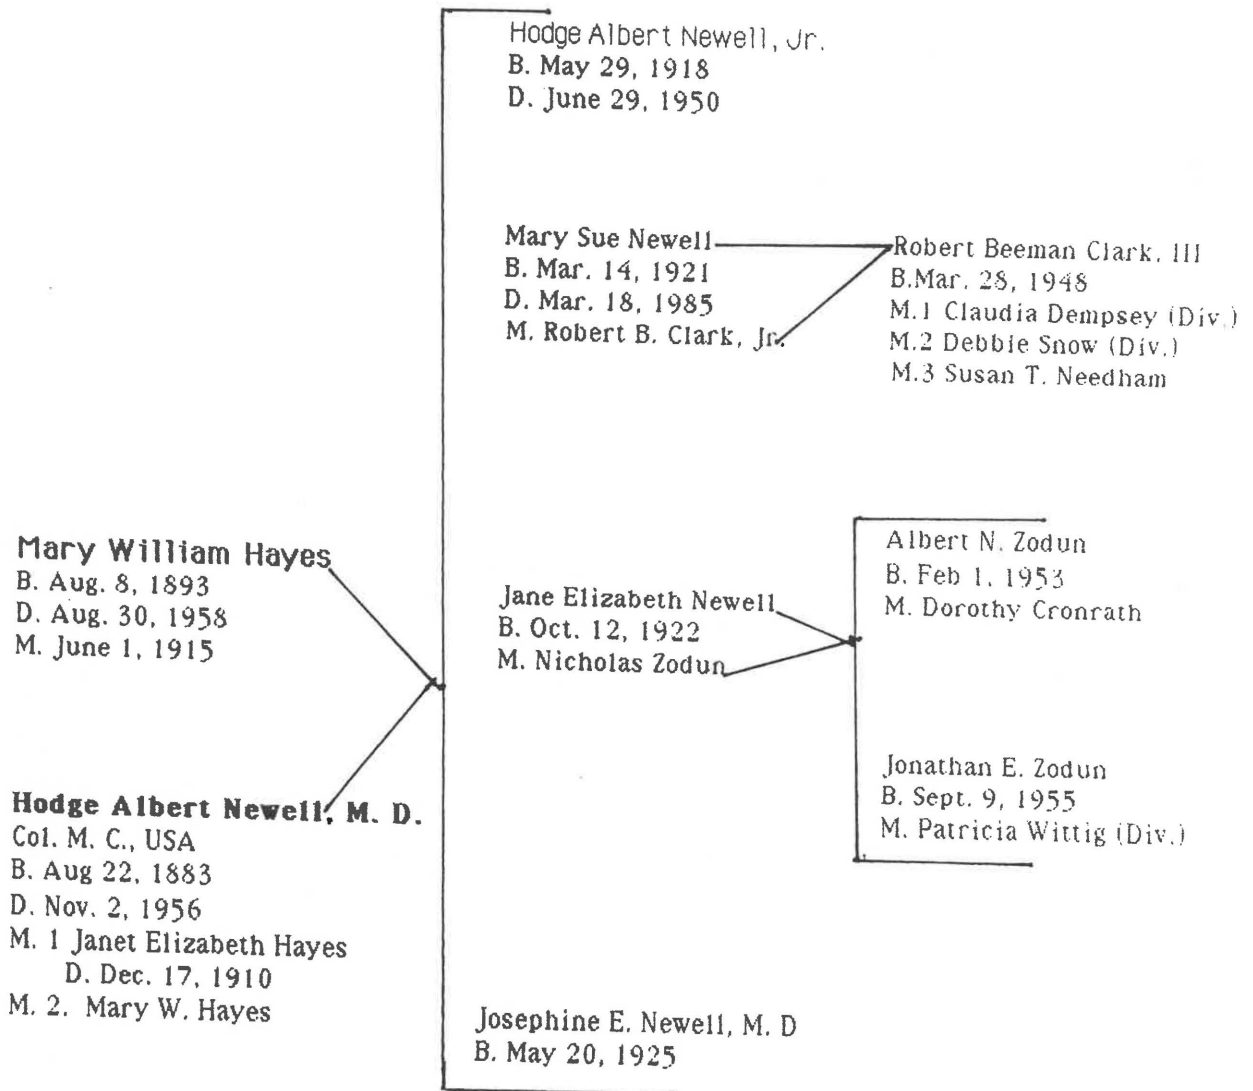 Hodge Albert Newell, Jr.
B. May 29, 1918
D. June 29, 1950
Mary Sue Newell
B. Mar. 14, 1921
D. Mar. 18, 1985
M. Robert B. Clark, Jr.
Robert Beeman Clark, III
B.Mar. 28, 1948
M.1 Claudia Dempsey (Div.)
M.2 Debbie Snow (Div.)
M.3 Susan T. Needham
Mary William Hayes
B. Aug. 8, 1893
D. Aug. 30, 1958
M. June 1, 1915
Jane Elizabeth Newell
B. Oct. 12, 1922
M. Nicholas Zodun
Albert N. Zodun
B. Feb 1, 1953
M. Dorothy Cronrath
Jonathan E. Zodun
B. Sept. 9, 1955
M. Patricia Wittig (Div.)
Hodge Albert Newell, M. D.
Col. M. C., USA
B. Aug 22, 1883
D. Nov. 2, 1956
M. 1 Janet Elizabeth Hayes
D. Dec. 17, 1910
M. 2. Mary W. Hayes
Josephine E. Newell, M. D
B. May 20, 1925